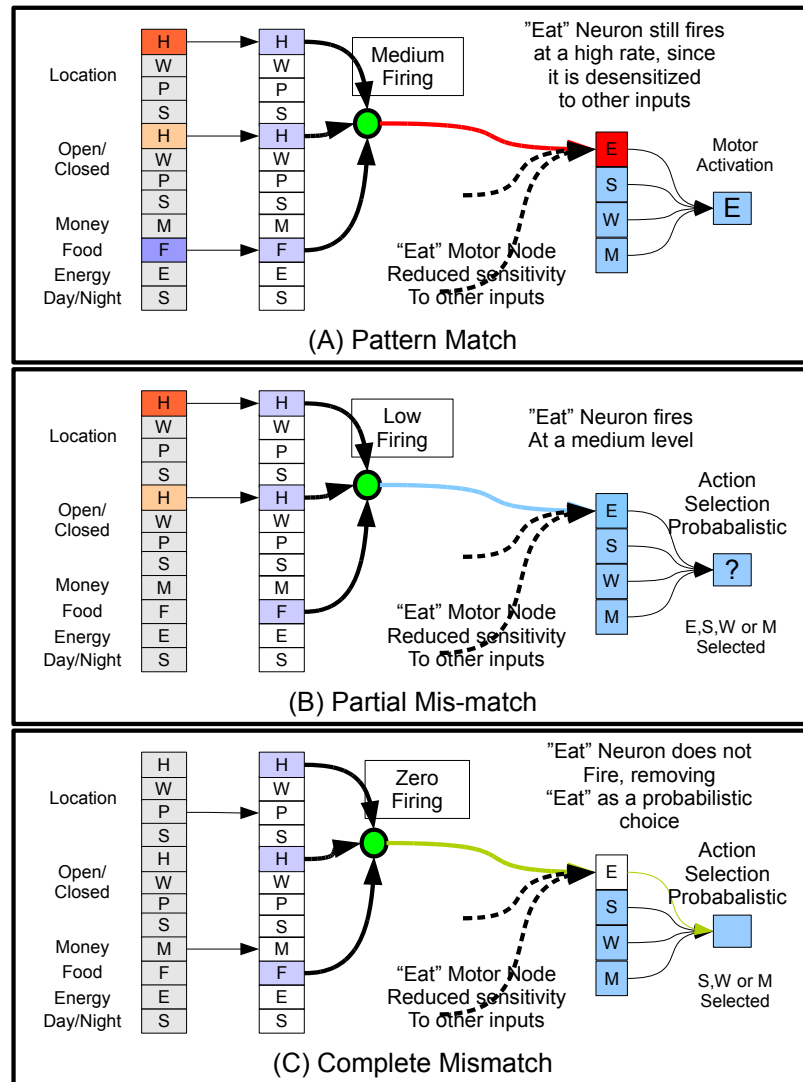 H
H
W
W
P
P
S
S
H
H
W
W
P
P
S
S
M
M
F
F
E
E
S
S
Location
Open/
Closed
Money
Food
Energy
Day/Night
Medium
Firing
”Eat” Neuron still fires
at a high rate, since
it is desensitized
to other inputs
“Eat” Motor Node
Reduced sensitivity
To other inputs
E
S
W
M
Motor
Activation
E
(A) Pattern Match
H
H
W
W
P
P
S
S
H
H
W
W
P
P
S
S
M
M
F
F
E
E
S
S
Location
Open/
Closed
Money
Food
Energy
Day/Night
Low
Firing
”Eat” Neuron fires
At a medium level
“Eat” Motor Node
Reduced sensitivity
To other inputs
E
S
W
M
Action
Selection
Probabalistic
?
E,S,W or M
Selected
(B) Partial Mis-match
H
H
W
W
P
P
S
S
H
H
W
W
P
P
S
S
M
M
F
F
E
E
S
S
Location
Open/
Closed
Money
Food
Energy
Day/Night
Zero
Firing
”Eat” Neuron does not
Fire, removing
“Eat” as a probabilistic
choice
“Eat” Motor Node
Reduced sensitivity
To other inputs
E
S
W
M
Action
Selection
Probabalistic
S,W or M
Selected
(C) Complete Mismatch